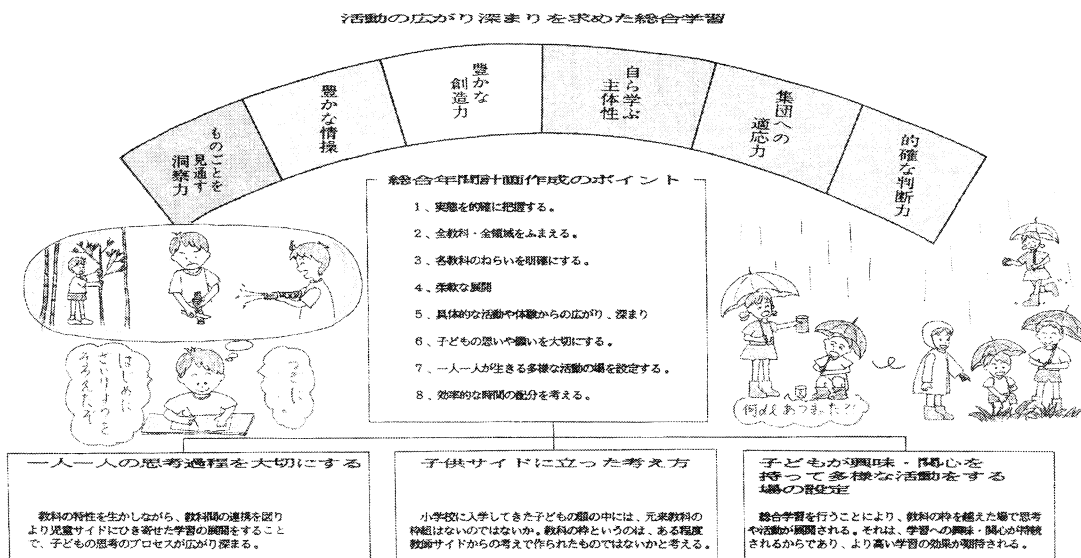 活動の広がり深まりを求めた総合学習
ものごとを
見通す
洞察力
豊かな情操
豊かな
創造力
自ら学ぶ
主体性
集団への
適応力
的確な判断力
総合年間計画作成のポイント
1、実態を的確に把握する。
2、全教科・全領域をふまえる。
3、各教科のねらいを明確にする。
4、柔軟な展開
5、具体的な活動や体験からの広がり、深まり
6、子どもの思いや願いを大切にする。
7、一人一人が生きる多様な活動の場を設定する。
8、効率的な時間の配分を考える。
つぎに、
はじめに
ざいりょうを
そろえたぞ。
何dLあつまった?!
一人一人の思考過程を大切にする
教科の特性を生かしながら、教科間の連携を図り
より児童サイドにひき寄せた学習の展開をすること
で、子どもの思考のプロセスが広がり深まる。
子供サイドに立った考え方
小学校に入学してきた子どもの頭の中には、元来教科の
枠組はないのではないか。教科の枠というのは、ある程度
教師サイドからの考えで作られたものではないかと考える。
子どもが興味・関心を
持って多様な活動をする
場の設定
総合学習を行うことにより、教科の枠を越えた場で思考
や活動が展開される。それは、学習への興味・関心が持続
されるからであり、より高い学習の効果が期待される。